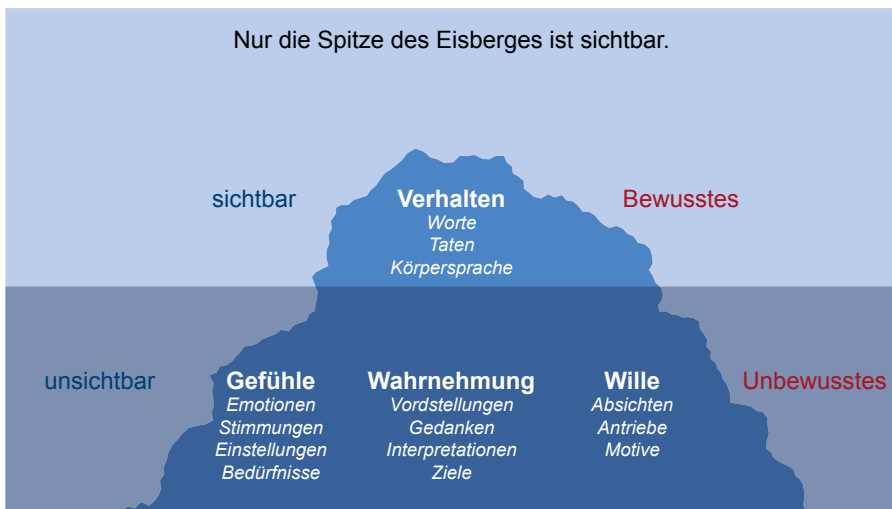 Nur die Spitze des Eisberges ist sichtbar.
sichtbar
Verhalten
Bewusstes
Worte
Taten
Körpersprache
unsichtbar
Gefühle
Wahrnehmung
Wille
Unbewusstes
Emotionen
Vordstellungen
Absichten
Stimmungen
Gedanken
Antriebe
Einstellungen
Interpretationen
Motive
Bedürfnisse
Ziele